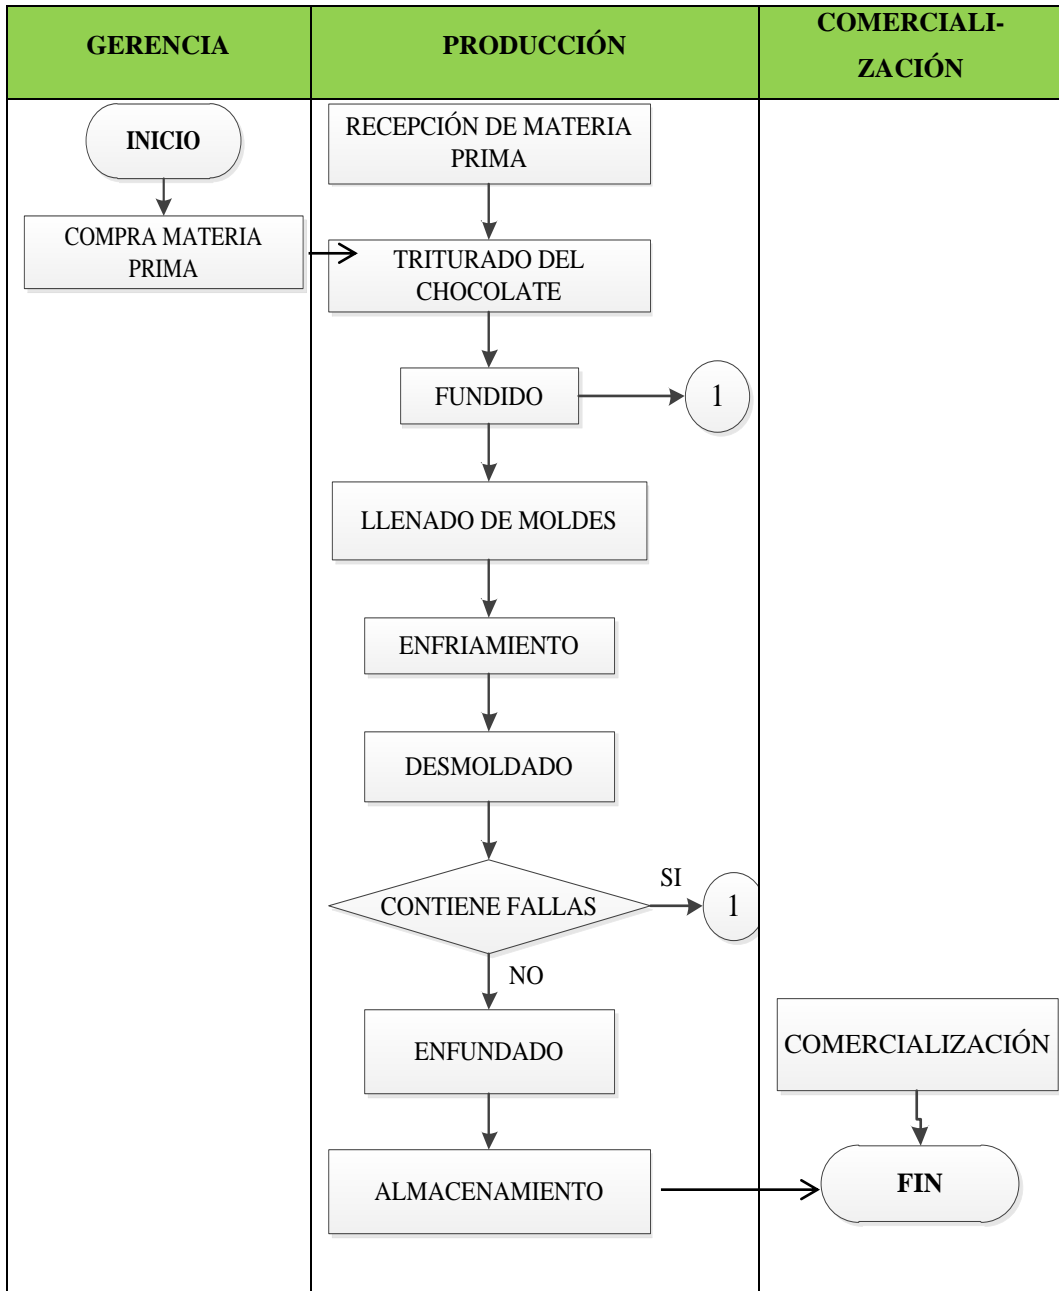 GERENCIA
PRODUCCIÓN
COMERCIALI-
ZACIÓN
INICIO
COMPRA MATERIA
PRIMA
RECEPCIÓN DE MATERIA
PRIMA
TRITURADO DEL
CHOCOLATE
FUNDIDO
1
LLENADO DE MOLDES
ENFRIAMIENTO
DESMOLDADO
CONTIENE FALLAS
SI
1
NO
ENFUNDADO
ALMACENAMIENTO
COMERCIALIZACIÓN
FIN